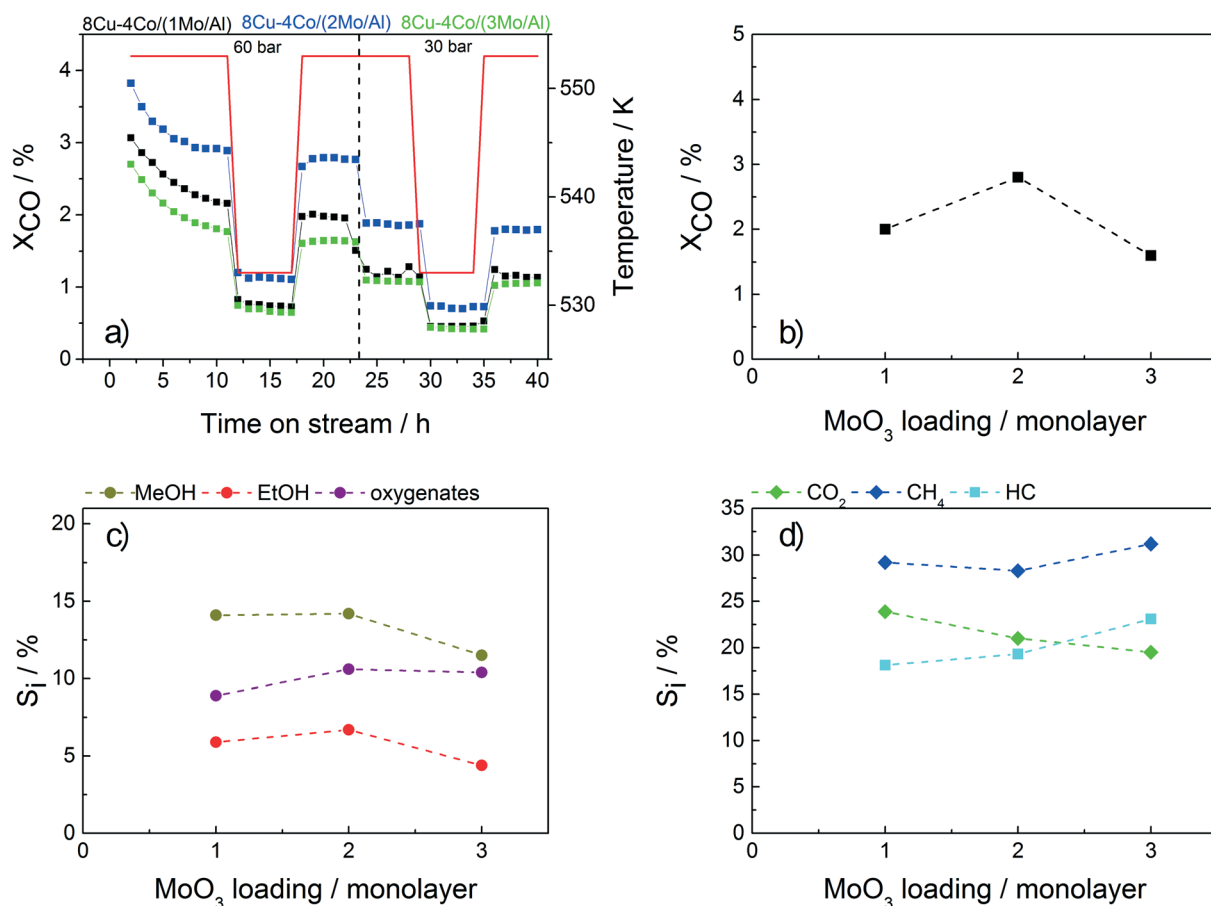 8Cu-4Co/(1Mo/Al) 8Cu-4Co/(2Mo/Al) 8Cu-4Co/(3Mo/Al)
60 bar 30 bar
4
3
2
1
0
550
540
530
X_CO / %
Temperature / K
a)
0 5 10 15 20 25 30 35 40
Time on stream / h
5
4
3
2
1
0
X_CO / %
b)
0 1 2 3
MoO₃ loading / monolayer
MeOH EtOH oxygenates
20
15
10
5
0
S_i / %
c)
0 1 2 3
MoO₃ loading / monolayer
CO₂ CH₄ HC
35
30
25
20
15
10
5
0
S_i / %
d)
0 1 2 3
MoO₃ loading / monolayer